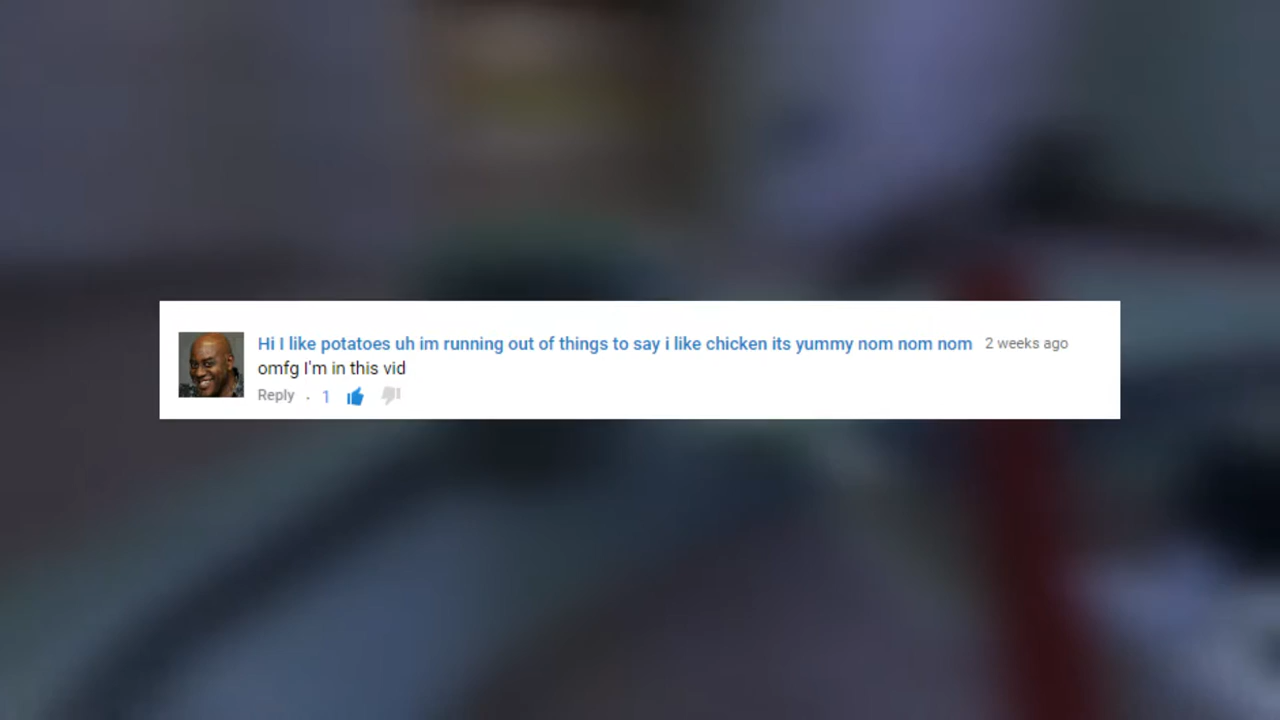 Hi I like potatoes uh im running out of things to say i like chicken its yummy nom nom nom 2 weeks ago
omfg I'm in this vid
Reply . 1